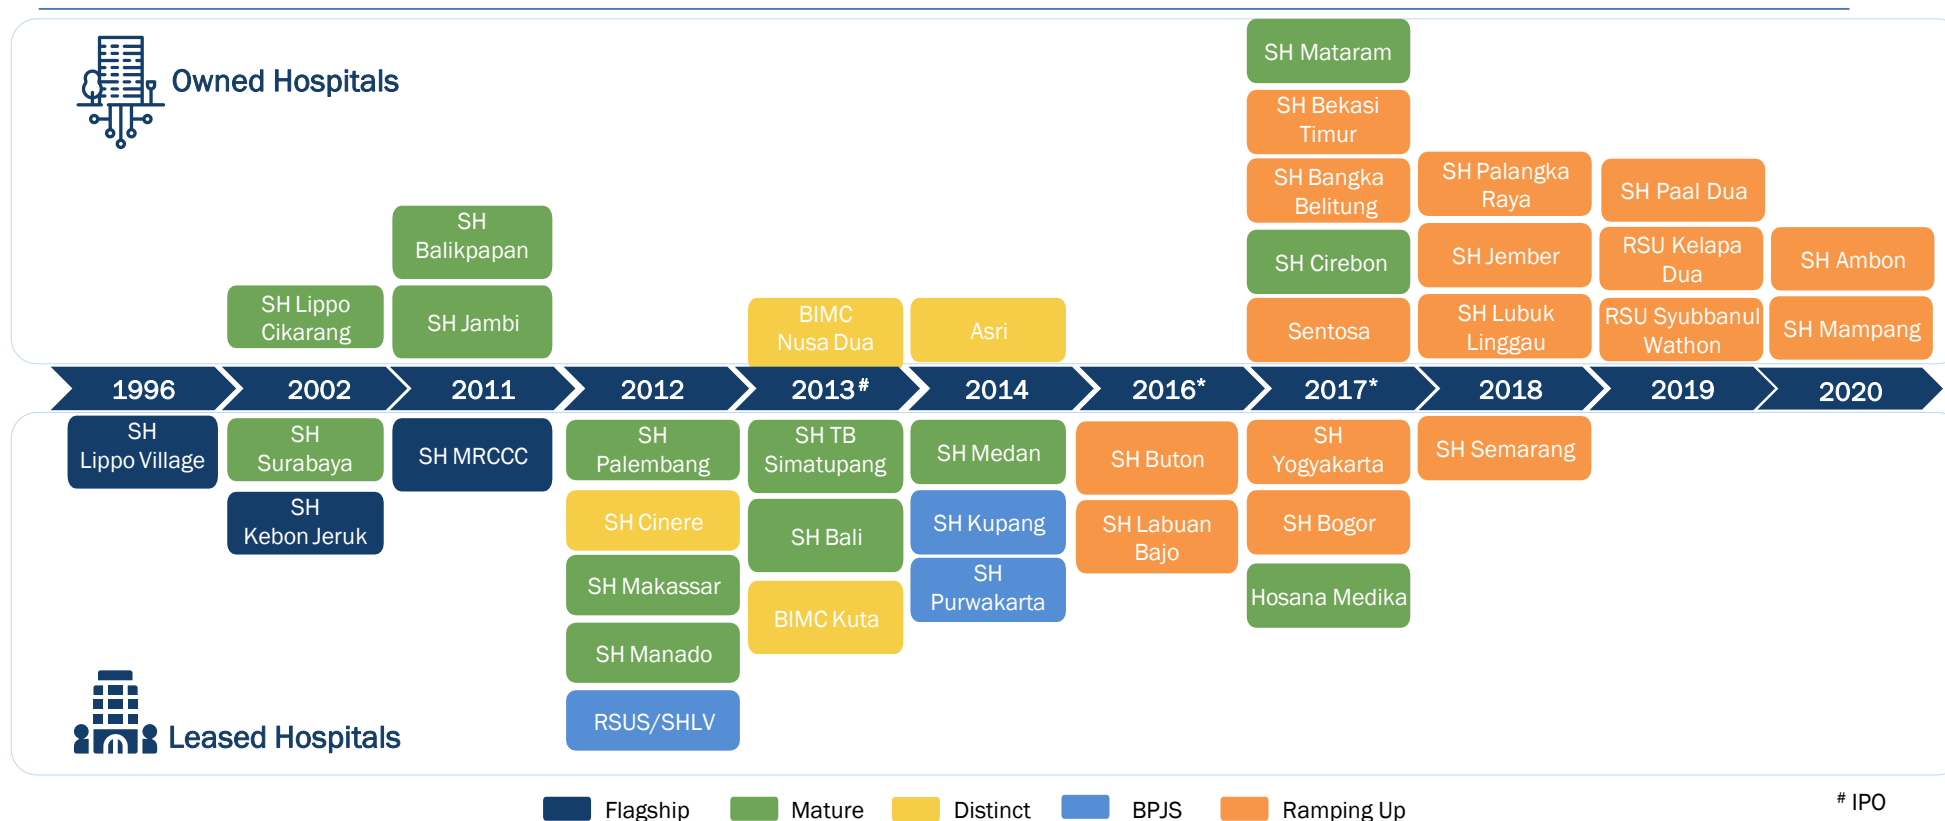 Owned Hospitals
SH Lippo
Cikarang
SH
Balikpapan
SH Jambi
BIMC
Nusa Dua
Asri
SH Mataram
SH Bekasi
Timur
SH Bangka
Belitung
SH Cirebon
Sentosa
SH Palangka
Raya
SH Jember
SH Lubuk
Linggau
SH Paal Dua
RSU Kelapa
Dua
RSU Syubbanul
Wathon
SH Ambon
SH Mampang
1996
2002
2011
2012
2013#
2014
2016*
2017*
2018
2019
2020
SH
Lippo Village
SH
Surabaya
SH
Kebon Jeruk
SH MRCCC
SH
Palembang
SH Cinere
SH Makassar
SH Manado
RSUS/SHLV
SH TB
Simatupang
SH Bali
BIMC Kuta
SH Medan
SH Kupang
SH
Purwakarta
SH Buton
SH Labuan
Bajo
SH
Yogyakarta
SH Bogor
Hosana Medika
SH Semarang
Leased Hospitals
Flagship
Mature
Distinct
BPJS
Ramping Up
# IPO